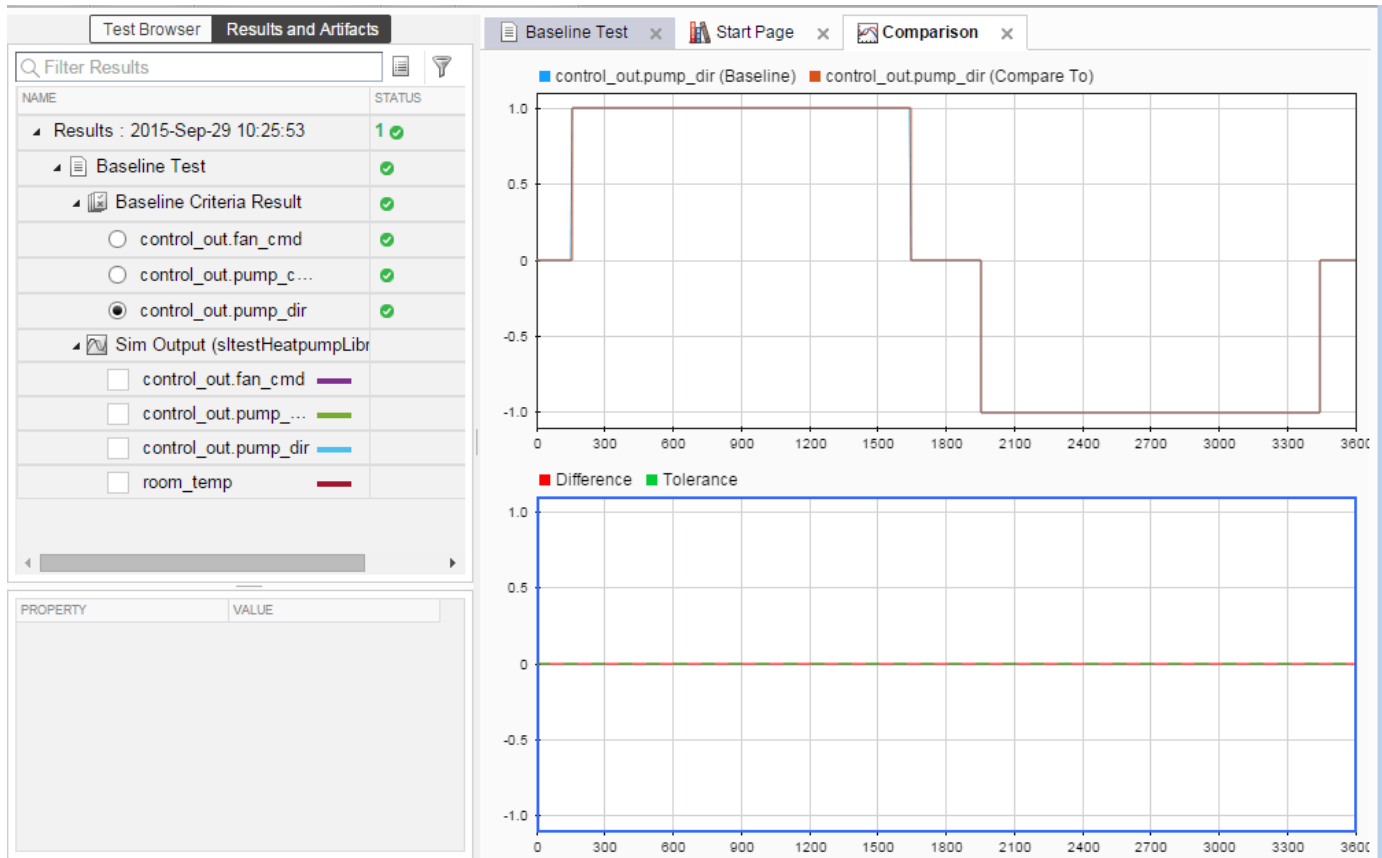 Test Browser Results and Artifacts
Filter Results
NAME STATUS
Results : 2015-Sep-29 10:25:53 1
Baseline Test
Baseline Criteria Result
control_out.fan_cmd
control_out.pump_c...
control_out.pump_dir
Sim Output (sltestHeatpumpLibr
control_out.fan_cmd
control_out.pump_...
control_out.pump_dir
room_temp
PROPERTY VALUE
Baseline Test Start Page Comparison
control_out.pump_dir (Baseline) control_out.pump_dir (Compare To)
1.0
0.5
0
-0.5
-1.0
0 300 600 900 1200 1500 1800 2100 2400 2700 3000 3300 3600
Difference Tolerance
1.0
0.5
0
-0.5
-1.0
0 300 600 900 1200 1500 1800 2100 2400 2700 3000 3300 3600